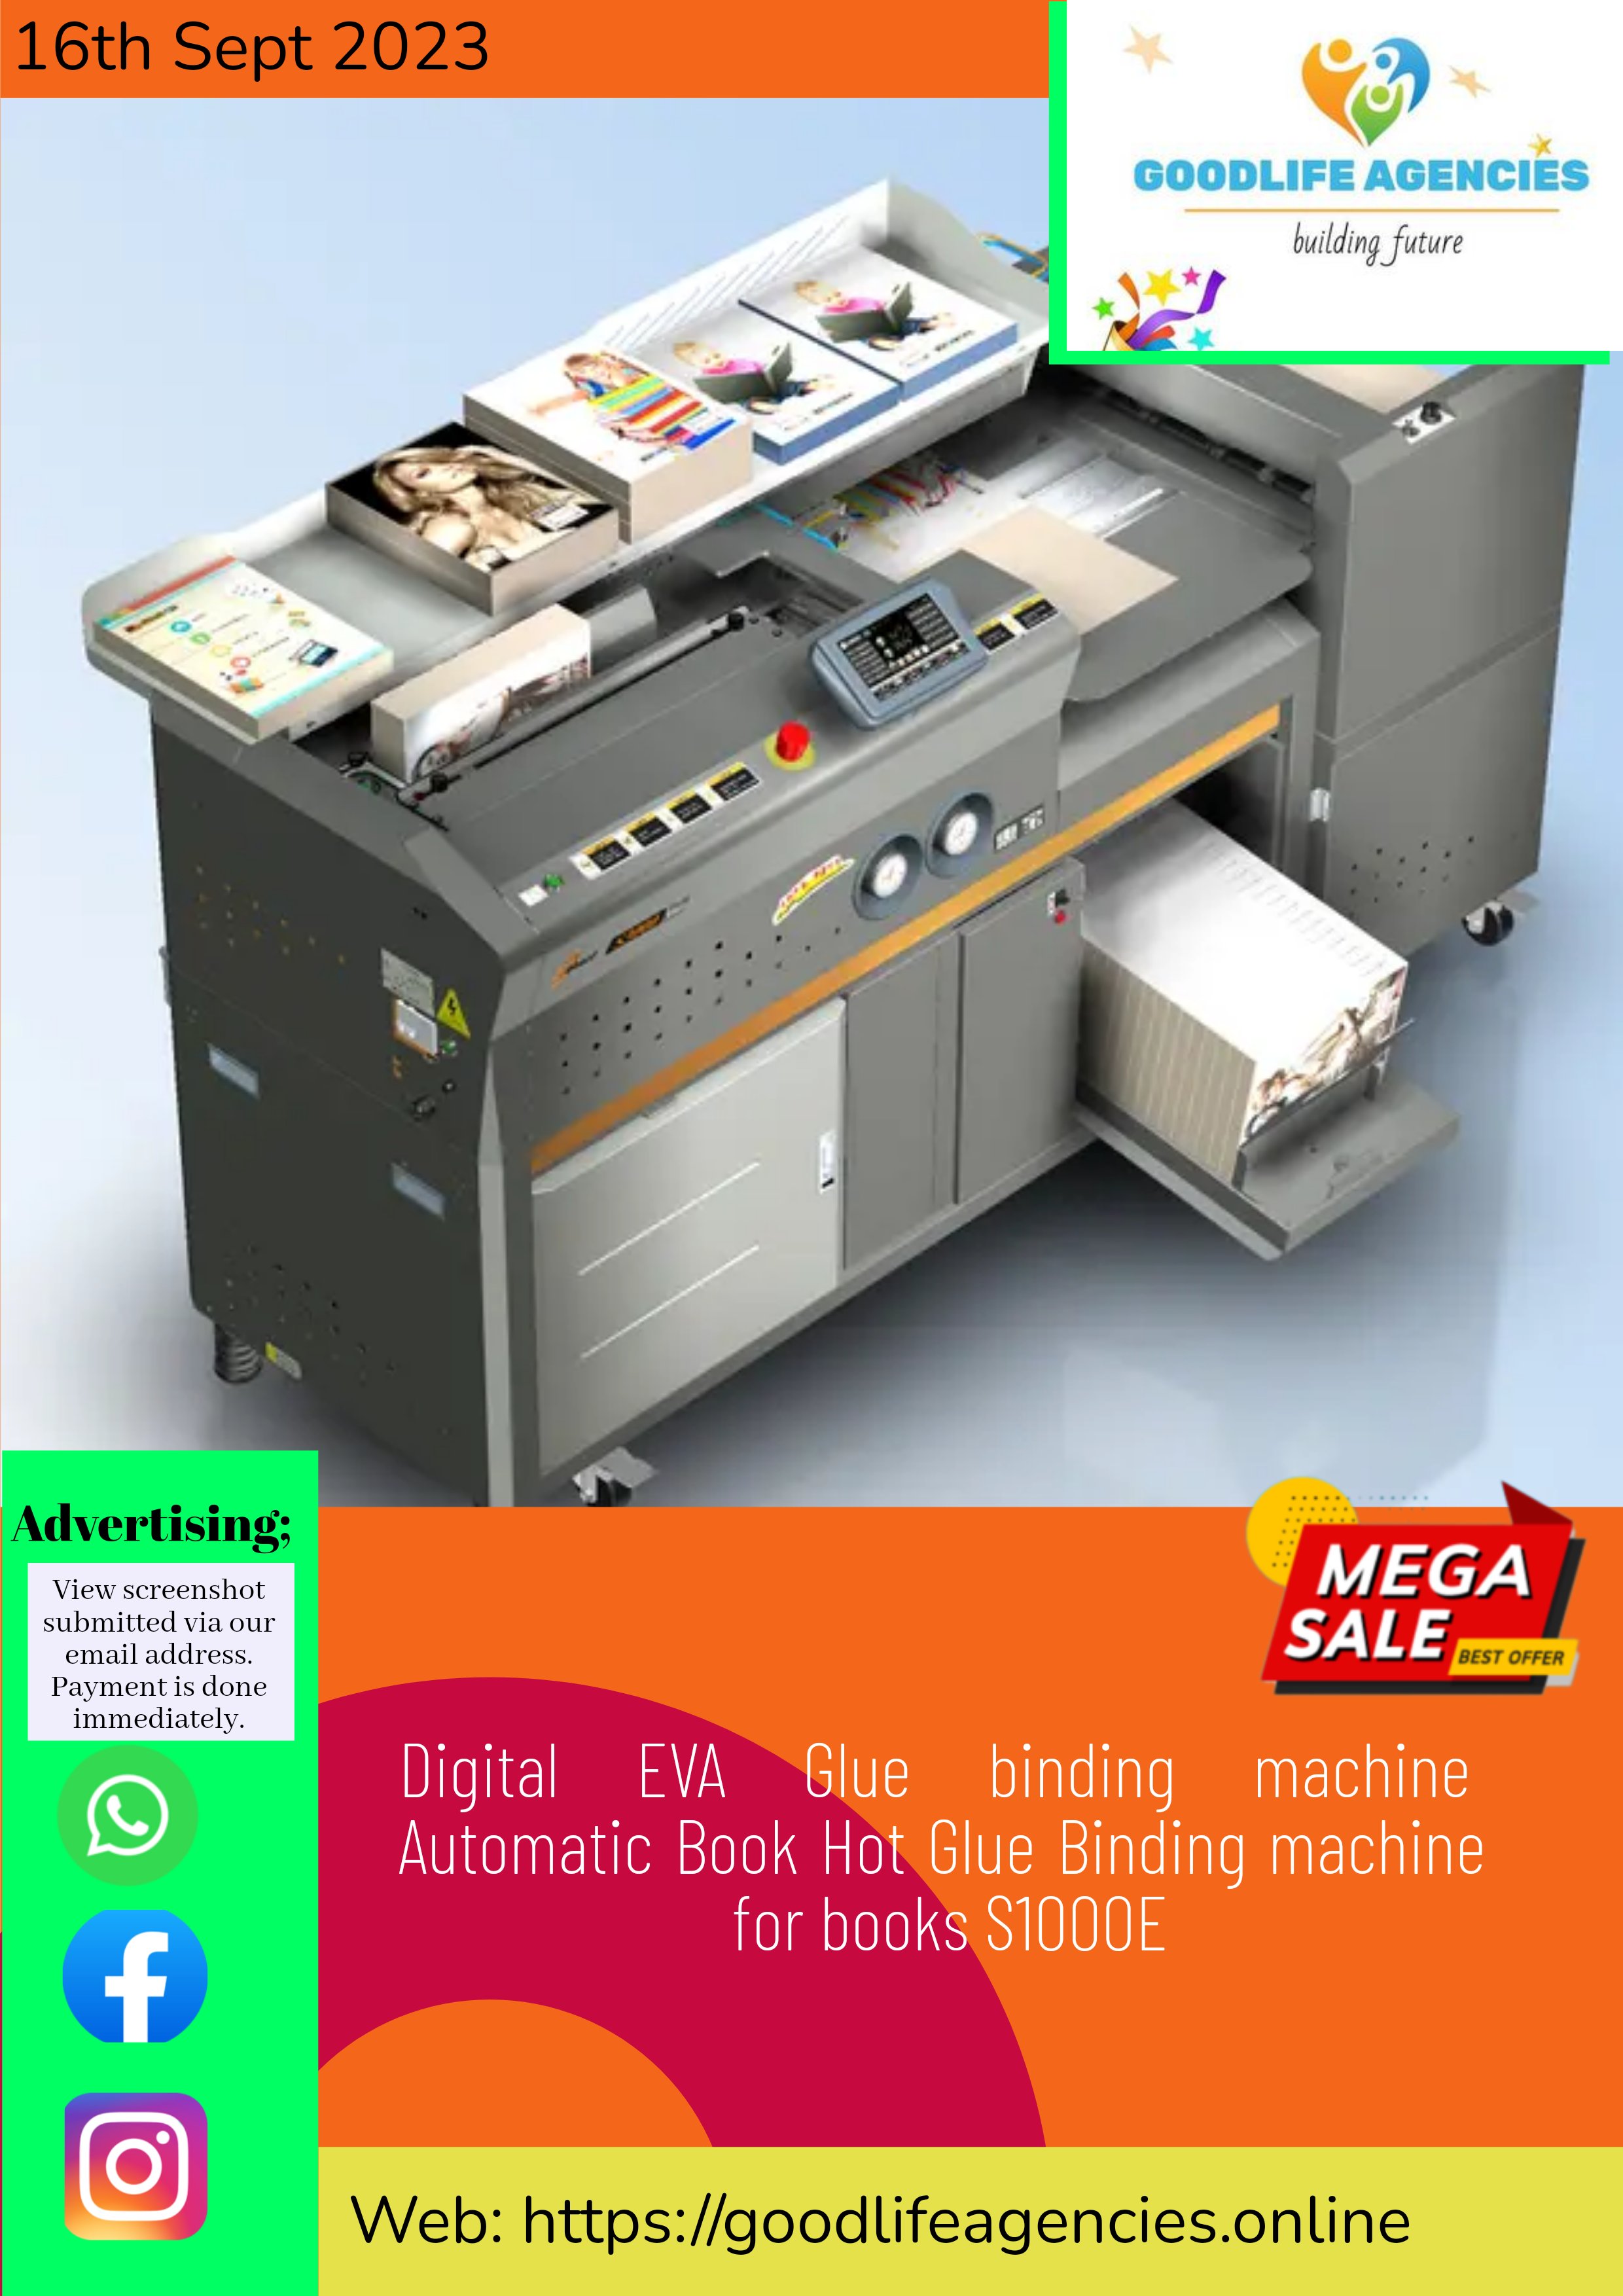 16th Sept 2023
GOODLIFE AGENCIES
building future
Advertising;
View screenshot
submitted via our
email address.
Payment is done
immediately.
MEGA
SALE
BEST OFFER
Digital EVA Glue binding machine
Automatic Book Hot Glue Binding machine
for books S1000E
Web: https://goodlifeagencies.online